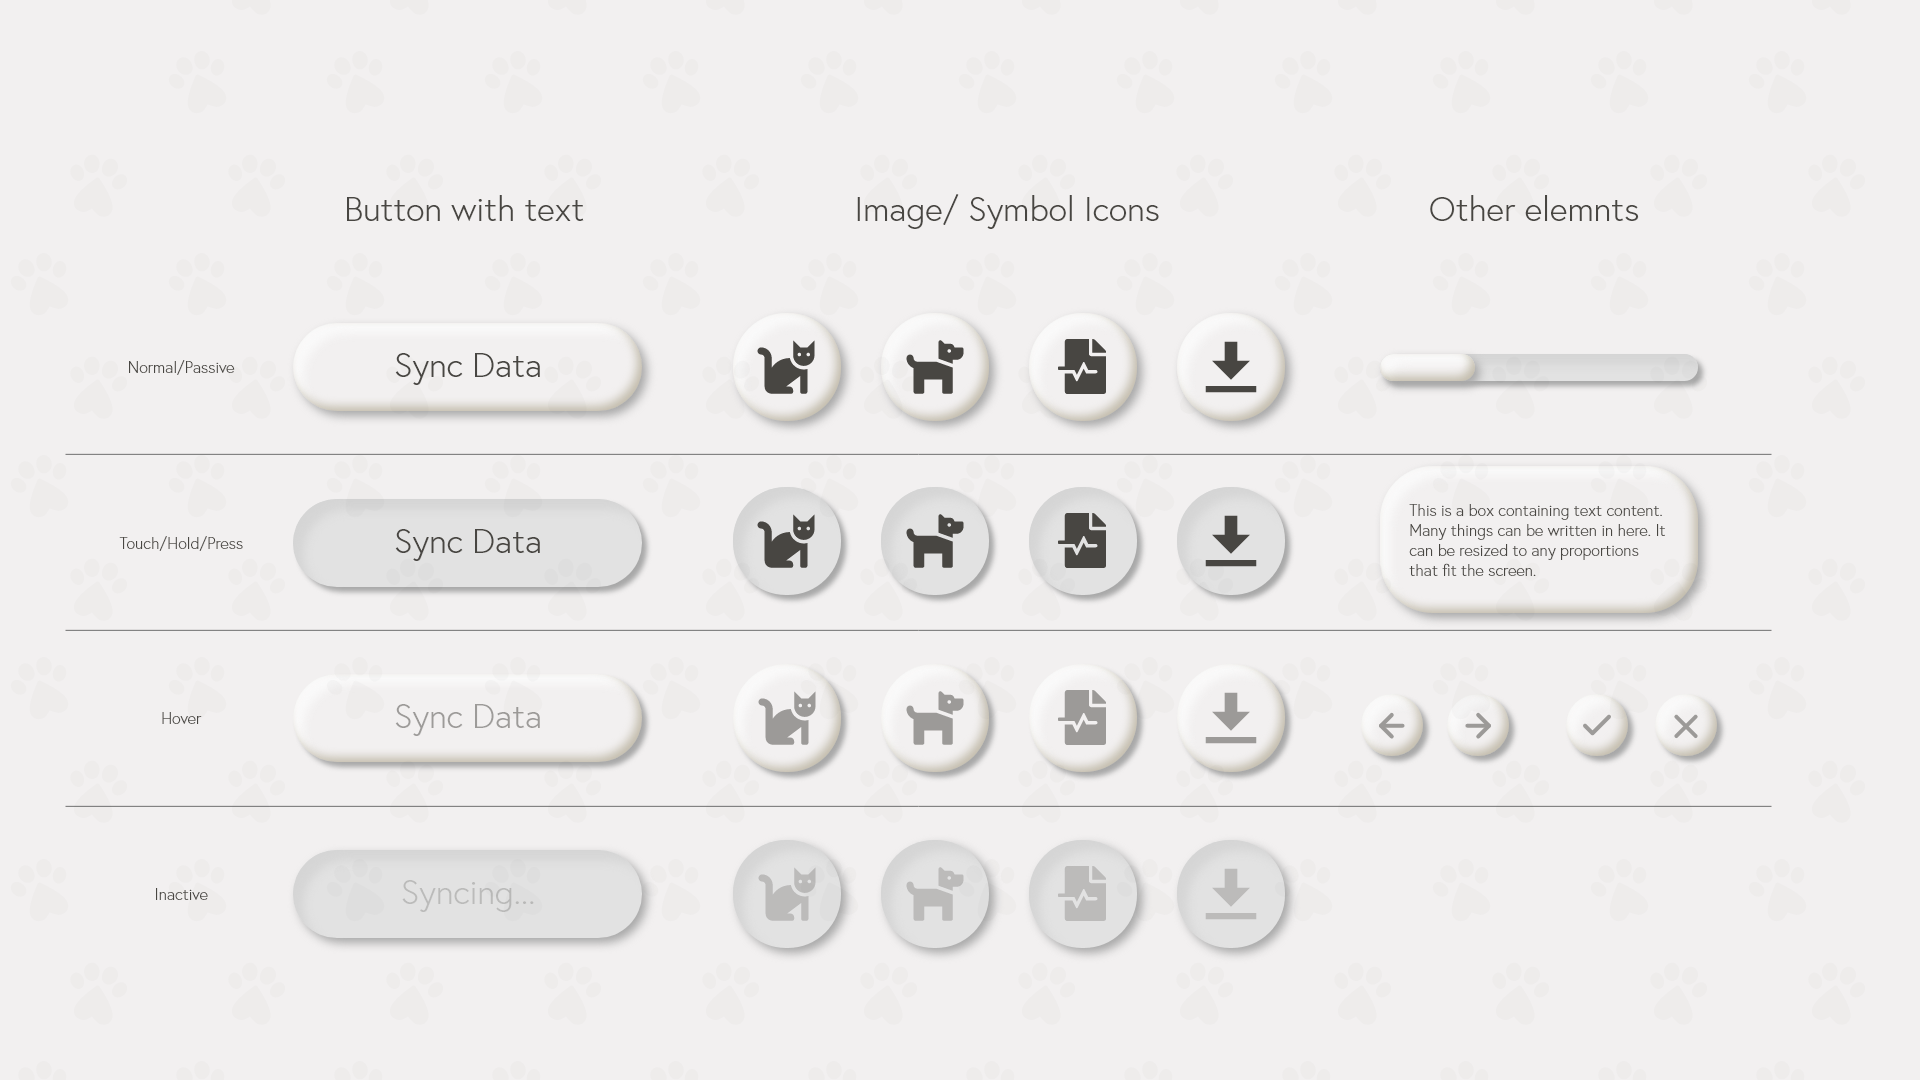 Button with text
Image/ Symbol Icons
Other elemnts
Normal/Passive
Sync Data
Touch/Hold/Press
Sync Data
This is a box containing text content.
Many things can be written in here. It
can be resized to any proportions
that fit the screen.
Hover
Sync Data
Inactive
Syncing...